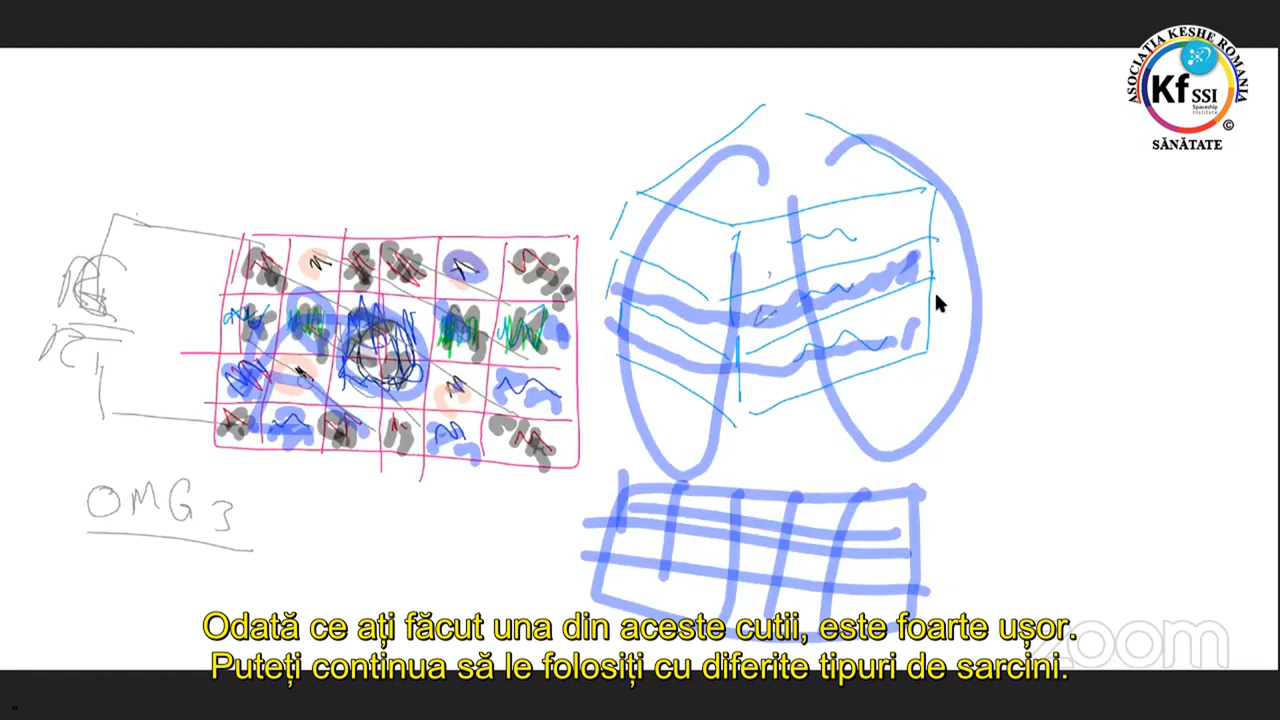 ASOCIAȚIA KESHE ROMANIA
Kf SSI
Spaceship
Institute
©
SĂNĂTATE
OMG 3
Odată ce ați făcut una din aceste cutii, este foarte ușor.
Puteți continua să le folosiți cu diferite tipuri de sarcini.
zoom